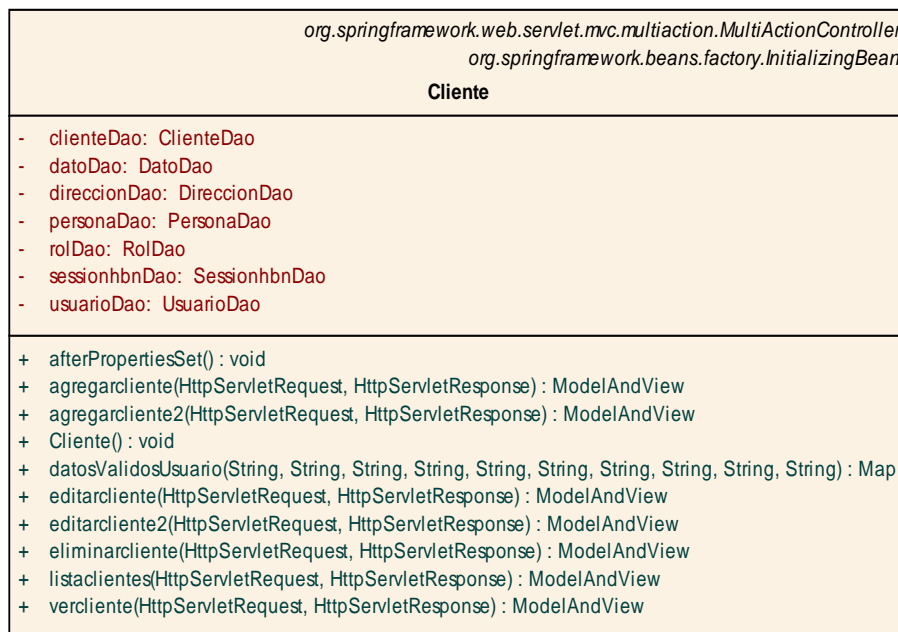 org.springframework.web.servlet.mvc.multiaction.MultiActionController
org.springframework.beans.factory.InitializingBean
Cliente
- clienteDao: ClienteDao
- datoDao: DatoDao
- direccionDao: DireccionDao
- personaDao: PersonaDao
- rolDao: RolDao
- sessionhbnDao: SessionhbnDao
- usuarioDao: UsuarioDao
+ afterPropertiesSet() : void
+ agregarcliente(HttpServletRequest, HttpServletResponse) : ModelAndView
+ agregarcliente2(HttpServletRequest, HttpServletResponse) : ModelAndView
+ Cliente() : void
+ datosValidosUsuario(String, String, String, String, String, String, String, String, String, String) : Map
+ editarcliente(HttpServletRequest, HttpServletResponse) : ModelAndView
+ editarcliente2(HttpServletRequest, HttpServletResponse) : ModelAndView
+ eliminarcliente(HttpServletRequest, HttpServletResponse) : ModelAndView
+ listaclientes(HttpServletRequest, HttpServletResponse) : ModelAndView
+ vercliente(HttpServletRequest, HttpServletResponse) : ModelAndView